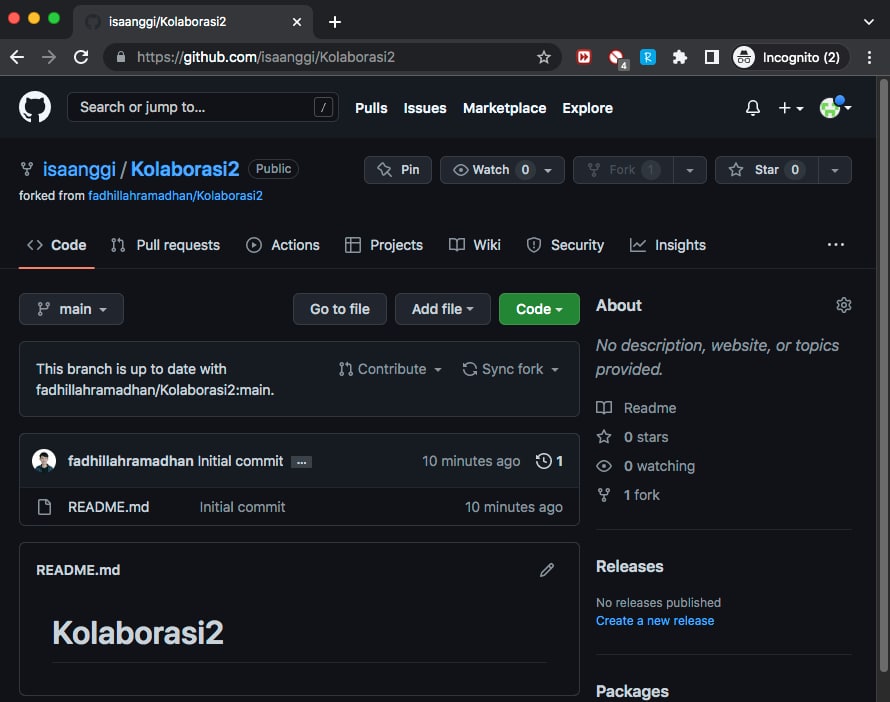 isaanggi/Kolaborasi2
https://github.com/isaanggi/Kolaborasi2
4
R
Incognito (2)
Search or jump to...
/
Pulls Issues Marketplace Explore
isaanggi / Kolaborasi2 Public
Pin
Watch 0
Fork 1
Star 0
forked from fadhillahramadhan/Kolaborasi2
Code Pull requests Actions Projects Wiki Security Insights ...
main
Go to file
Add file
Code
This branch is up to date with
fadhillahramadhan/Kolaborasi2:main.
Contribute
Sync fork
fadhillahramadhan Initial commit ... 10 minutes ago 1
README.md Initial commit 10 minutes ago
README.md
Kolaborasi2
About
No description, website, or topics
provided.
Readme
0 stars
0 watching
1 fork
Releases
No releases published
Create a new release
Packages